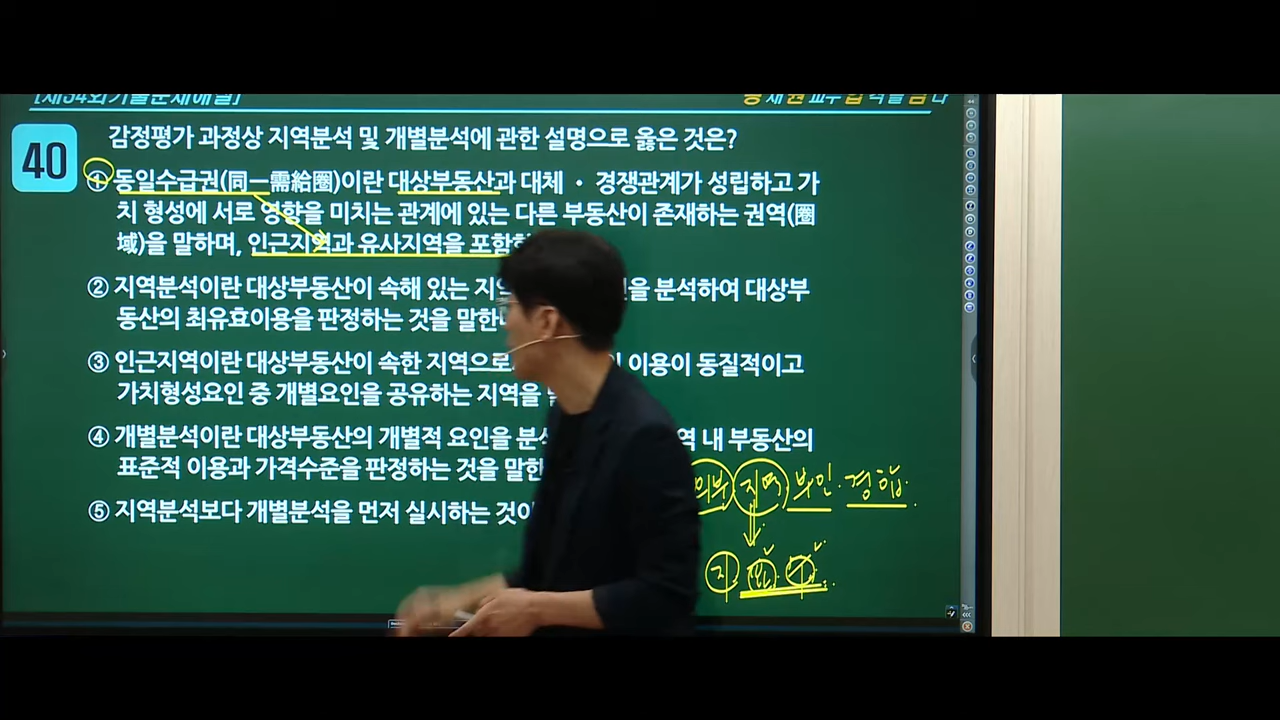 [제34회기출문제해설]
40
감정평가 과정상 지역분석 및 개별분석에 관한 설명으로 옳은 것은?
① 동일수급권(同一需給圈)이란 대상부동산과 대체 · 경쟁관계가 성립하고 가
치 형성에 서로 영향을 미치는 관계에 있는 다른 부동산이 존재하는 권역(圈
域)을 말하며, 인근지역과 유사지역을 포함
② 지역분석이란 대상부동산이 속해 있는 을 분석하여 대상부
동산의 최유효이용을 판정하는 것을 말한
③ 인근지역이란 대상부동산이 속한 지역으로 이용이 동질적이고
가치형성요인 중 개별요인을 공유하는 지역을
④ 개별분석이란 대상부동산의 개별적 요인을 분 내 부동산의
표준적 이용과 가격수준을 판정하는 것을 말한
⑤ 지역분석보다 개별분석을 먼저 실시하는 것이
외부 지역 부인 경합
지